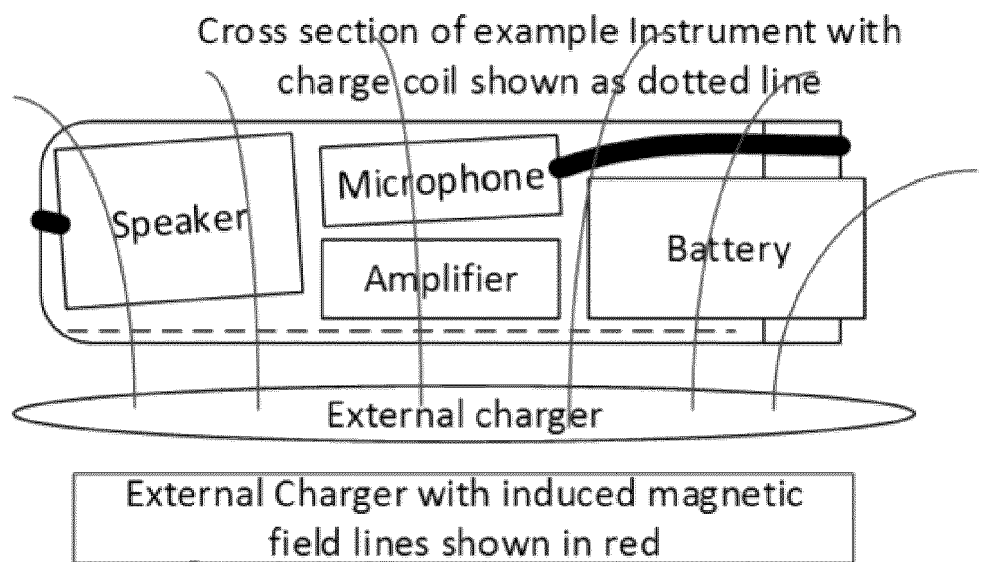 Cross section of example Instrument with
charge coil shown as dotted line
Speaker
Microphone
Amplifier
Battery
External charger
External Charger with induced magnetic
field lines shown in red